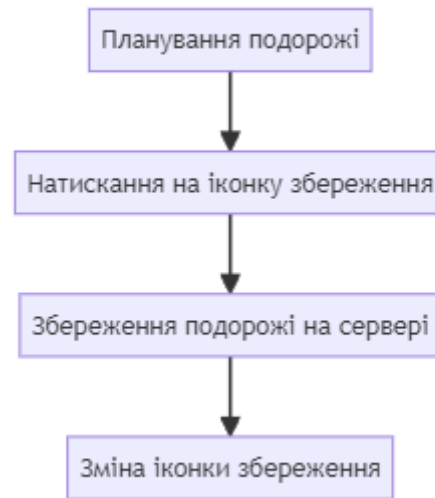 Планування подорожі
Натискання на іконку збереження
Збереження подорожі на сервері
Зміна іконки збереження